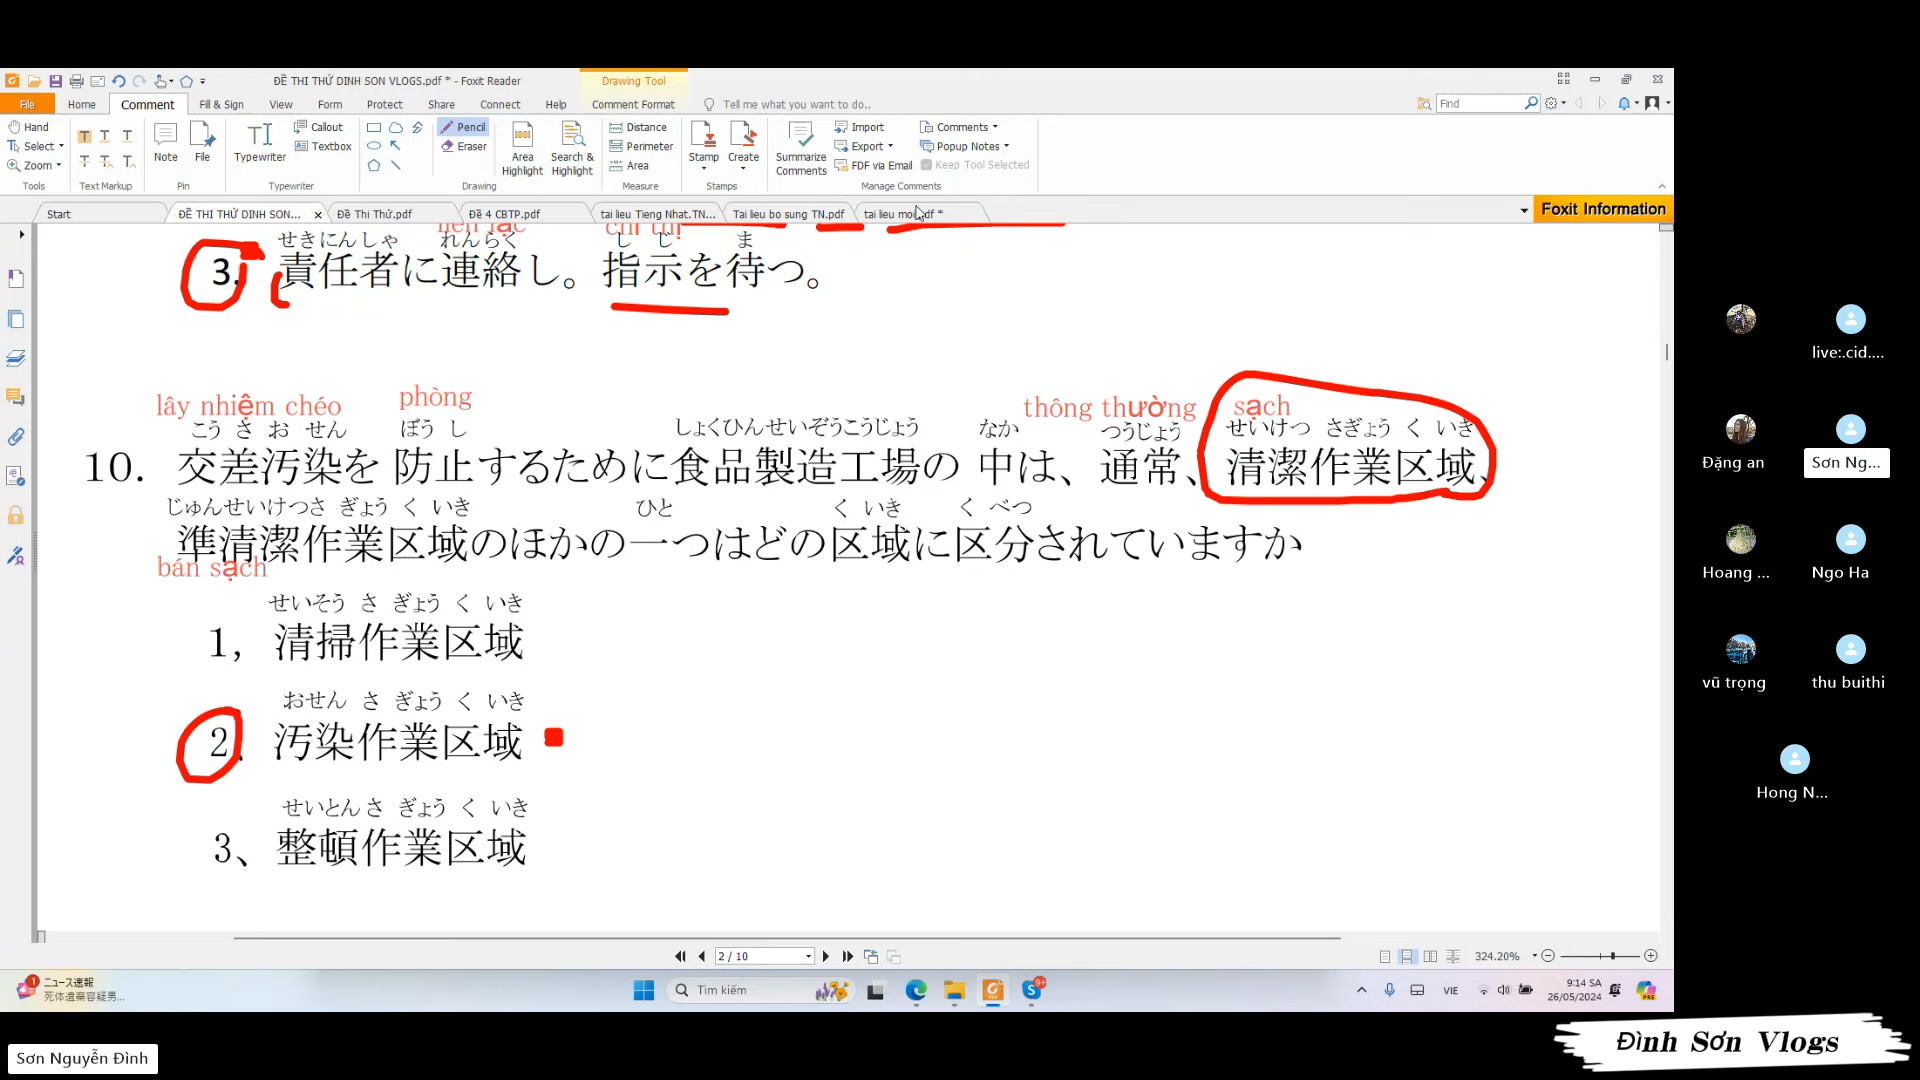 ĐỀ THI THỬ DINH SON VLOGS.pdf * - Foxit Reader
Drawing Tool
File Home Comment Fill & Sign View Form Protect Share Connect Help Comment Format Tell me what you want to do.. Find
Hand
Select
Zoom
Tools
Text Markup
Note
File
Pin
Typewriter
Callout
Textbox
Typewriter
Pencil
Eraser
Area Highlight
Search & Highlight
Drawing
Distance
Perimeter
Area
Measure
Stamp
Create
Stamps
Summarize Comments
Import
Export
FDF via Email
Comments
Popup Notes
Keep Tool Selected
Manage Comments
Start
ĐỀ THI THỬ DINH SON...
Đề Thi Thử.pdf
Đề 4 CBTP.pdf
tai lieu Tieng Nhat.TN...
Tai lieu bo sung TN.pdf
Foxit Information
liên lạc chỉ thị
せきにんしゃ れんらく しじ ま
3. 責任者に連絡し。指示を待つ。
lây nhiệm chéo phòng thông thường sạch
こう さ お せん ぼう し しょくひんせいぞうこうじょう なか つうじょう せいけつ さぎょう く いき
10. 交差汚染を 防止するために食品製造工場の 中は、通常、清潔作業区域、
じゅんせいけつさ ぎょう く いき ひと く いき く べつ
準清潔作業区域のほかの一つはどの区域に区分されていますか
bán sạch
せいそう さ ぎょう く いき
1, 清掃作業区域
おせん さ ぎょう く いき
2、汚染作業区域
せいとん さ ぎょう く いき
3、整頓作業区域
2 / 10
324.20%
ニュース速報
死体遺棄容疑男...
1
Tìm kiếm
9+
VIE
9:14 SA
26/05/2024
live:.cid....
Đặng an
Sơn Ng...
Hoang ...
Ngo Ha
vũ trọng
thu buithi
Hong N...
Sơn Nguyễn Đình
Đình Sơn Vlogs